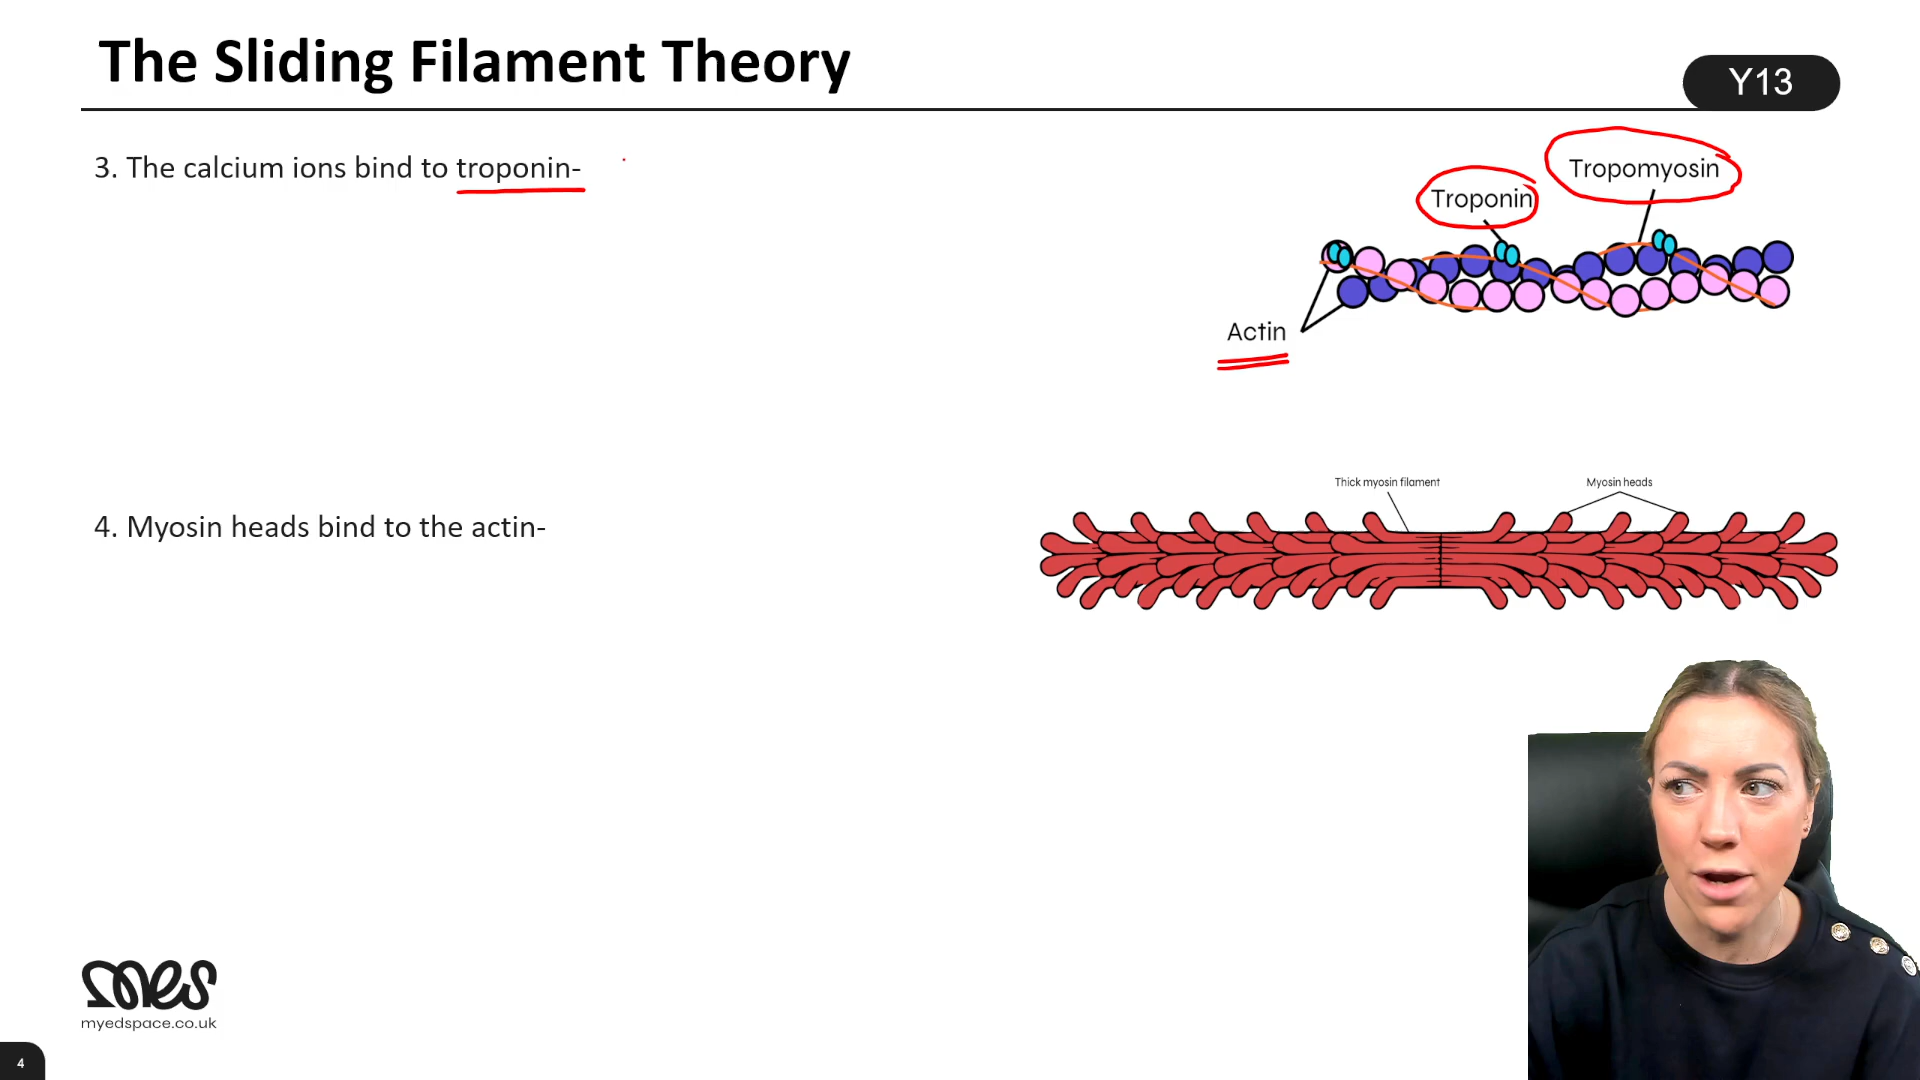 The Sliding Filament Theory
Y13
3. The calcium ions bind to troponin-
Tropomyosin
Troponin
Actin
Thick myosin filament
Myosin heads
4. Myosin heads bind to the actin-
mes
myedspace.co.uk
4